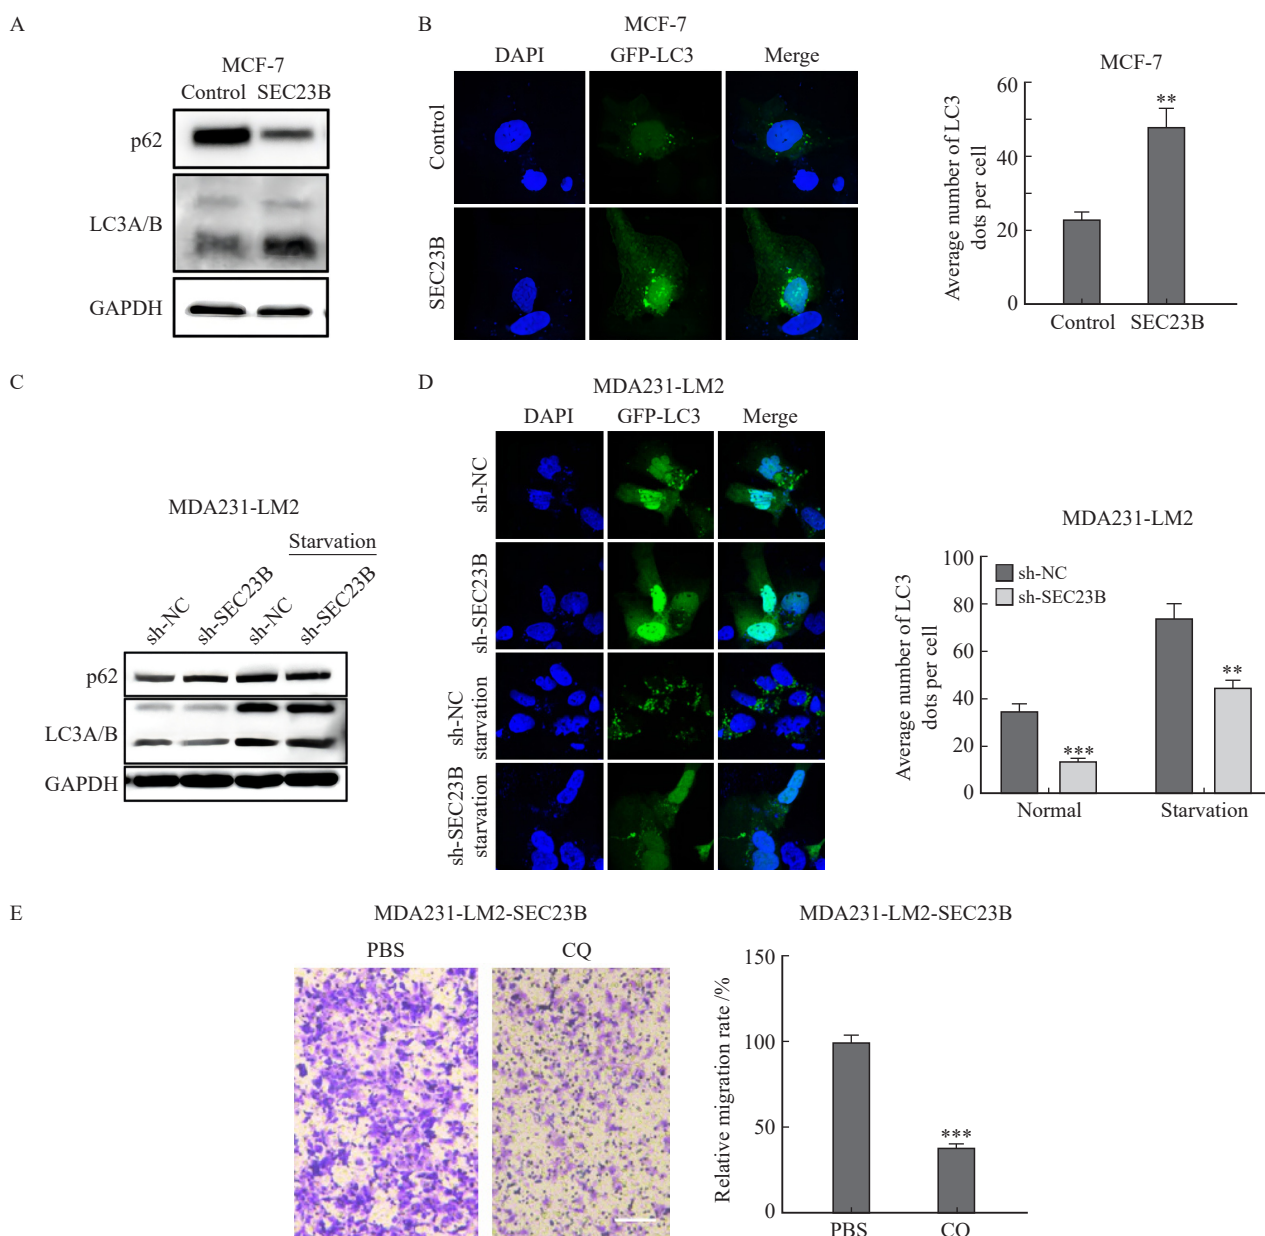 A
MCF-7
Control SEC23B
p62
LC3A/B
GAPDH
B
MCF-7
DAPI GFP-LC3 Merge
Control
SEC23B
MCF-7
Average number of LC3
dots per cell
60
40
20
0
**
Control SEC23B
C
MDA231-LM2
Starvation
sh-NC
sh-SEC23B
sh-NC
sh-SEC23B
p62
LC3A/B
GAPDH
D
MDA231-LM2
DAPI GFP-LC3 Merge
sh-NC
sh-SEC23B
sh-NC
starvation
sh-SEC23B
starvation
MDA231-LM2
Average number of LC3
dots per cell
100
80
60
40
20
0
sh-NC
sh-SEC23B
***
**
Normal Starvation
E
MDA231-LM2-SEC23B
PBS CQ
MDA231-LM2-SEC23B
Relative migration rate /%
150
100
50
0
***
PBS CQ